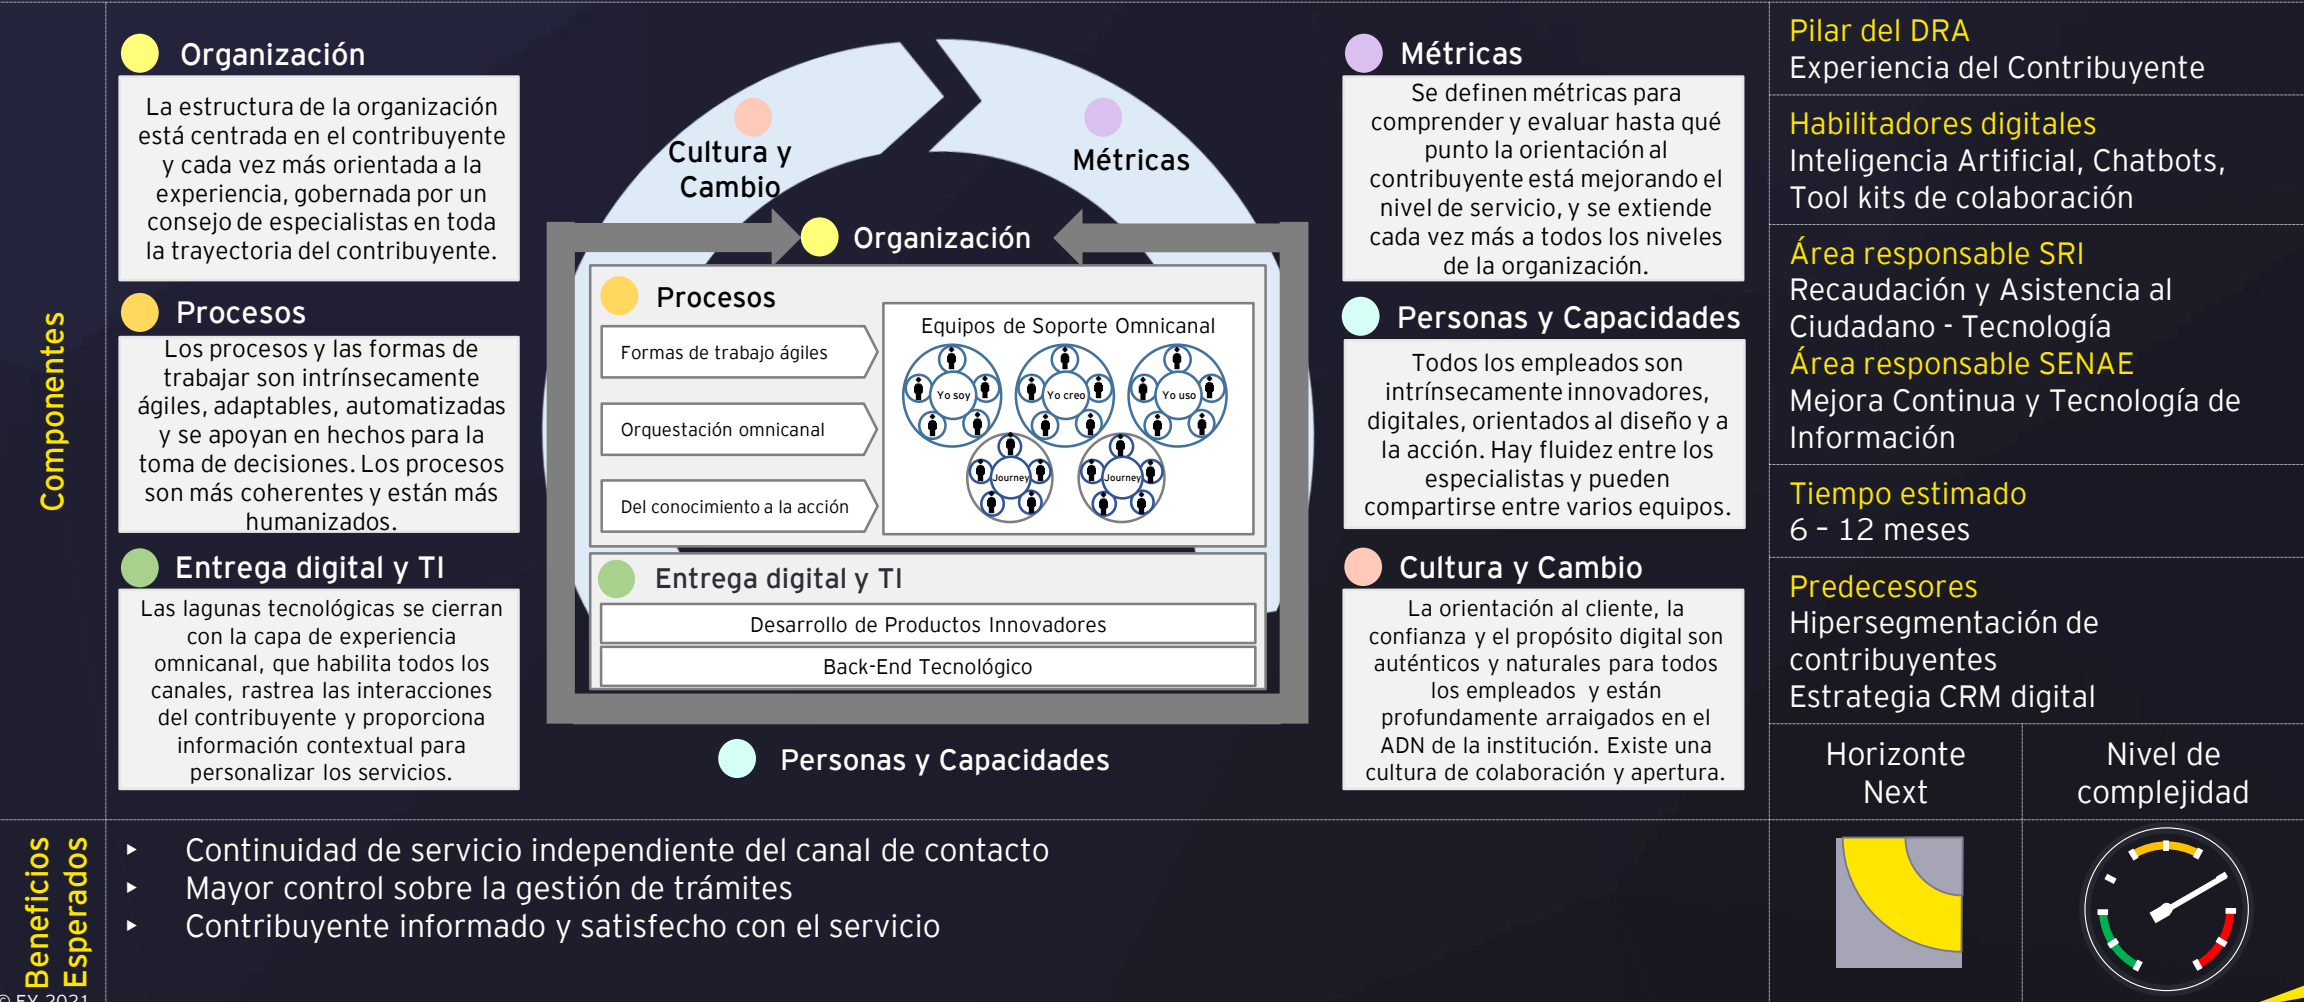 Componentes
Organización
La estructura de la organización
está centrada en el contribuyente
y cada vez más orientada a la
experiencia, gobernada por un
consejo de especialistas en toda
la trayectoria del contribuyente.
Procesos
Los procesos y las formas de
trabajar son intrínsecamente
ágiles, adaptables, automatizadas
y se apoyan en hechos para la
toma de decisiones. Los procesos
son más coherentes y están más
humanizados.
Entrega digital y TI
Las lagunas tecnológicas se cierran
con la capa de experiencia
omnicanal, que habilita todos los
canales, rastrea las interacciones
del contribuyente y proporciona
información contextual para
personalizar los servicios.
Cultura y
Cambio
Métricas
Organización
Procesos
Formas de trabajo ágiles
Orquestación omnicanal
Del conocimiento a la acción
Equipos de Soporte Omnicanal
Yo soy
Yo creo
Yo uso
Journey
Journey
Entrega digital y TI
Desarrollo de Productos Innovadores
Back-End Tecnológico
Personas y Capacidades
Métricas
Se definen métricas para
comprender y evaluar hasta qué
punto la orientación al
contribuyente está mejorando el
nivel de servicio, y se extiende
cada vez más a todos los niveles
de la organización.
Personas y Capacidades
Todos los empleados son
intrínsecamente innovadores,
digitales, orientados al diseño y a
la acción. Hay fluidez entre los
especialistas y pueden
compartirse entre varios equipos.
Cultura y Cambio
La orientación al cliente, la
confianza y el propósito digital son
auténticos y naturales para todos
los empleados y están
profundamente arraigados en el
ADN de la institución. Existe una
cultura de colaboración y apertura.
Pilar del DRA
Experiencia del Contribuyente
Habilitadores digitales
Inteligencia Artificial, Chatbots,
Tool kits de colaboración
Área responsable SRI
Recaudación y Asistencia al
Ciudadano - Tecnología
Área responsable SENAE
Mejora Continua y Tecnología de
Información
Tiempo estimado
6 – 12 meses
Predecesores
Hipersegmentación de
contribuyentes
Estrategia CRM digital
Horizonte
Next
Nivel de
complejidad
Beneficios
Esperados
▸ Continuidad de servicio independiente del canal de contacto
▸ Mayor control sobre la gestión de trámites
▸ Contribuyente informado y satisfecho con el servicio
© EY 2021